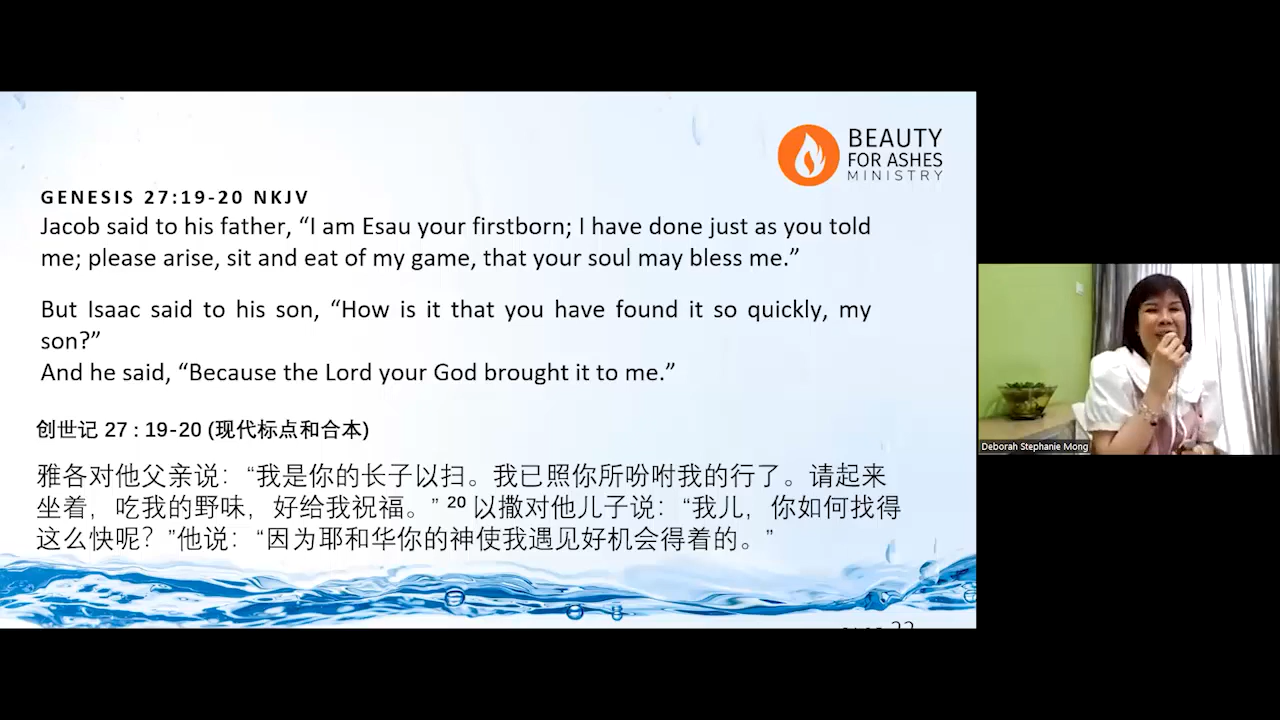 BEAUTY
FOR ASHES
MINISTRY
GENESIS 27:19-20 NKJV
Jacob said to his father, “I am Esau your firstborn; I have done just as you told
me; please arise, sit and eat of my game, that your soul may bless me.”
But Isaac said to his son, “How is it that you have found it so quickly, my
son?”
And he said, “Because the Lord your God brought it to me.”
创世记 27 : 19-20 (现代标点和合本)
雅各对他父亲说：“我是你的长子以扫。我已照你所吩咐我的行了。请起来
坐着，吃我的野味，好给我祝福。” 20 以撒对他儿子说：“我儿，你如何找得
这么快呢？”他说：“因为耶和华你的神使我遇见好机会得着的。”
Deborah Stephanie Mong